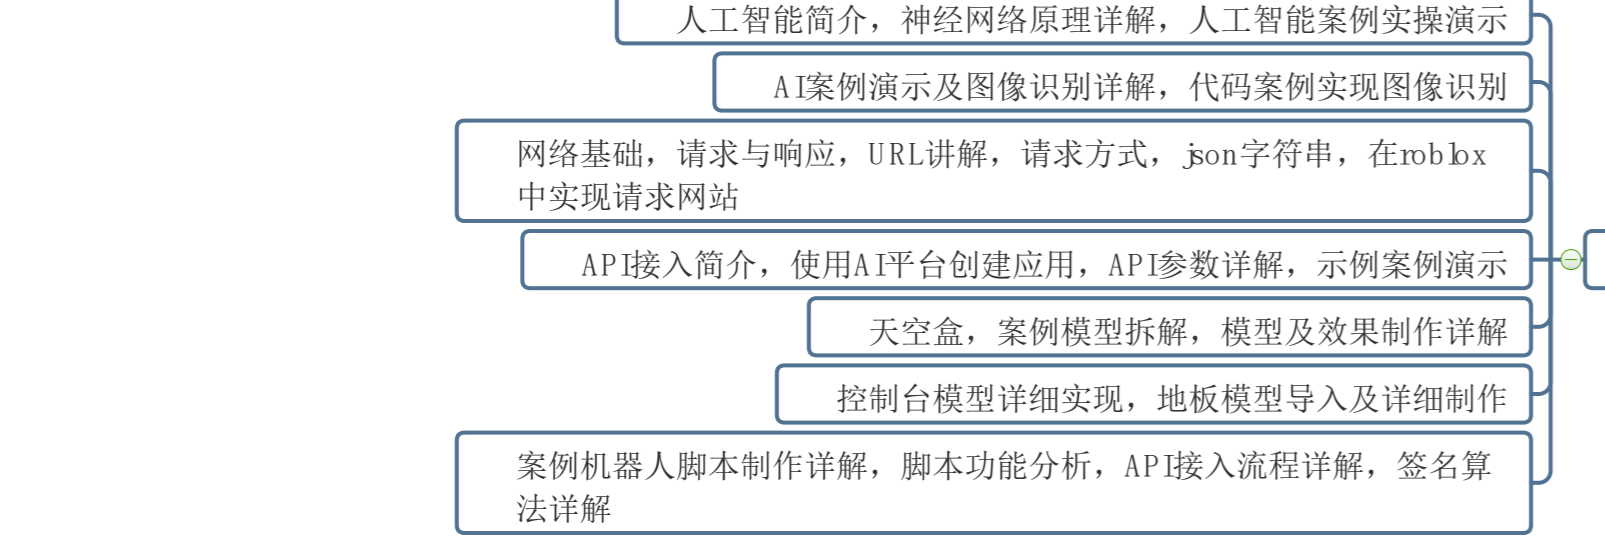 人工智能简介，神经网络原理详解，人工智能案例实操演示
AI案例演示及图像识别详解，代码案例实现图像识别
网络基础，请求与响应，URL讲解，请求方式，json字符串，在roblox
中实现请求网站
API接入简介，使用AI平台创建应用，API参数详解，示例案例演示
天空盒，案例模型拆解，模型及效果制作详解
控制台模型详细实现，地板模型导入及详细制作
案例机器人脚本制作详解，脚本功能分析，API接入流程详解，签名算
法详解